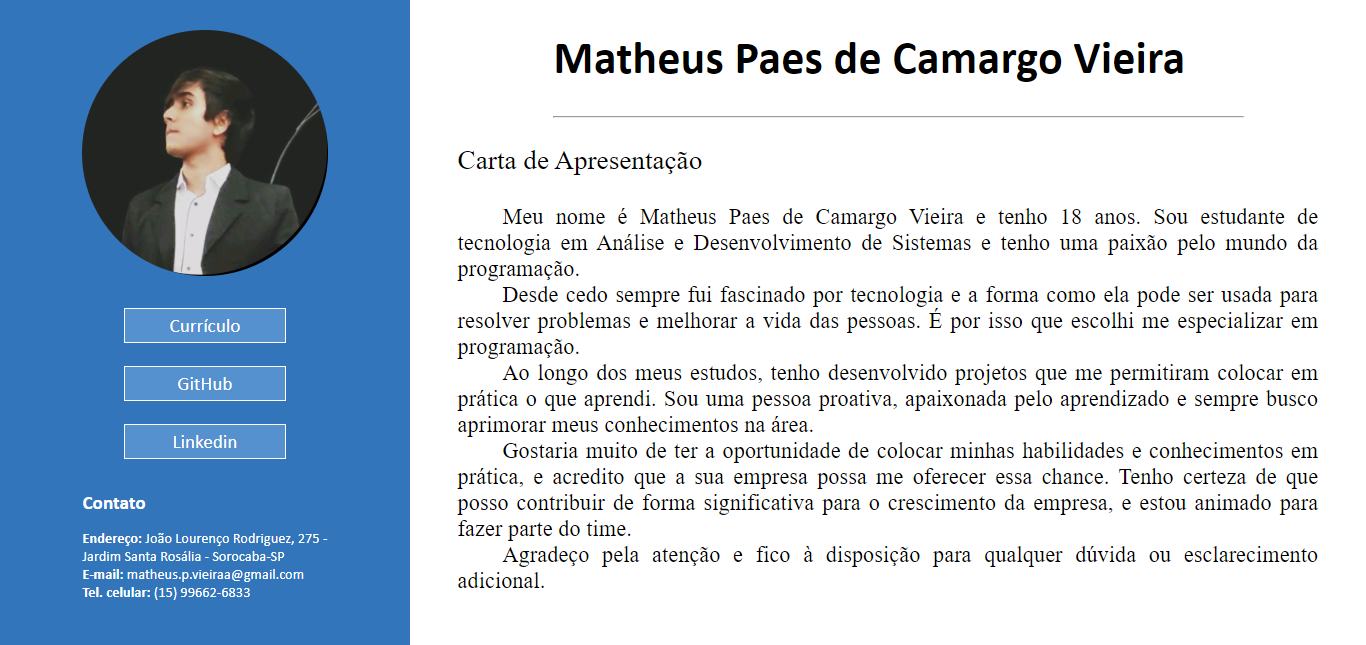 Matheus Paes de Camargo Vieira
Currículo
GitHub
Linkedin
Contato
Endereço: João Lourenço Rodriguez, 275 -
Jardim Santa Rosália - Sorocaba-SP
E-mail: matheus.p.vieiraa@gmail.com
Tel. celular: (15) 99662-6833
Carta de Apresentação
Meu nome é Matheus Paes de Camargo Vieira e tenho 18 anos. Sou estudante de
tecnologia em Análise e Desenvolvimento de Sistemas e tenho uma paixão pelo mundo da
programação.
Desde cedo sempre fui fascinado por tecnologia e a forma como ela pode ser usada para
resolver problemas e melhorar a vida das pessoas. É por isso que escolhi me especializar em
programação.
Ao longo dos meus estudos, tenho desenvolvido projetos que me permitiram colocar em
prática o que aprendi. Sou uma pessoa proativa, apaixonada pelo aprendizado e sempre busco
aprimorar meus conhecimentos na área.
Gostaria muito de ter a oportunidade de colocar minhas habilidades e conhecimentos em
prática, e acredito que a sua empresa possa me oferecer essa chance. Tenho certeza de que
posso contribuir de forma significativa para o crescimento da empresa, e estou animado para
fazer parte do time.
Agradeço pela atenção e fico à disposição para qualquer dúvida ou esclarecimento
adicional.